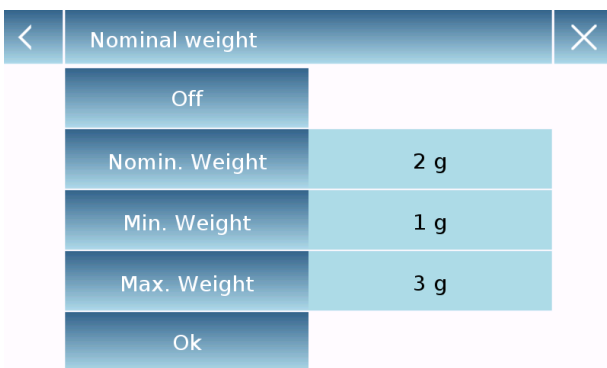 Nominal weight
Off
Nomin. Weight 2 g
Min. Weight 1 g
Max. Weight 3 g
Ok